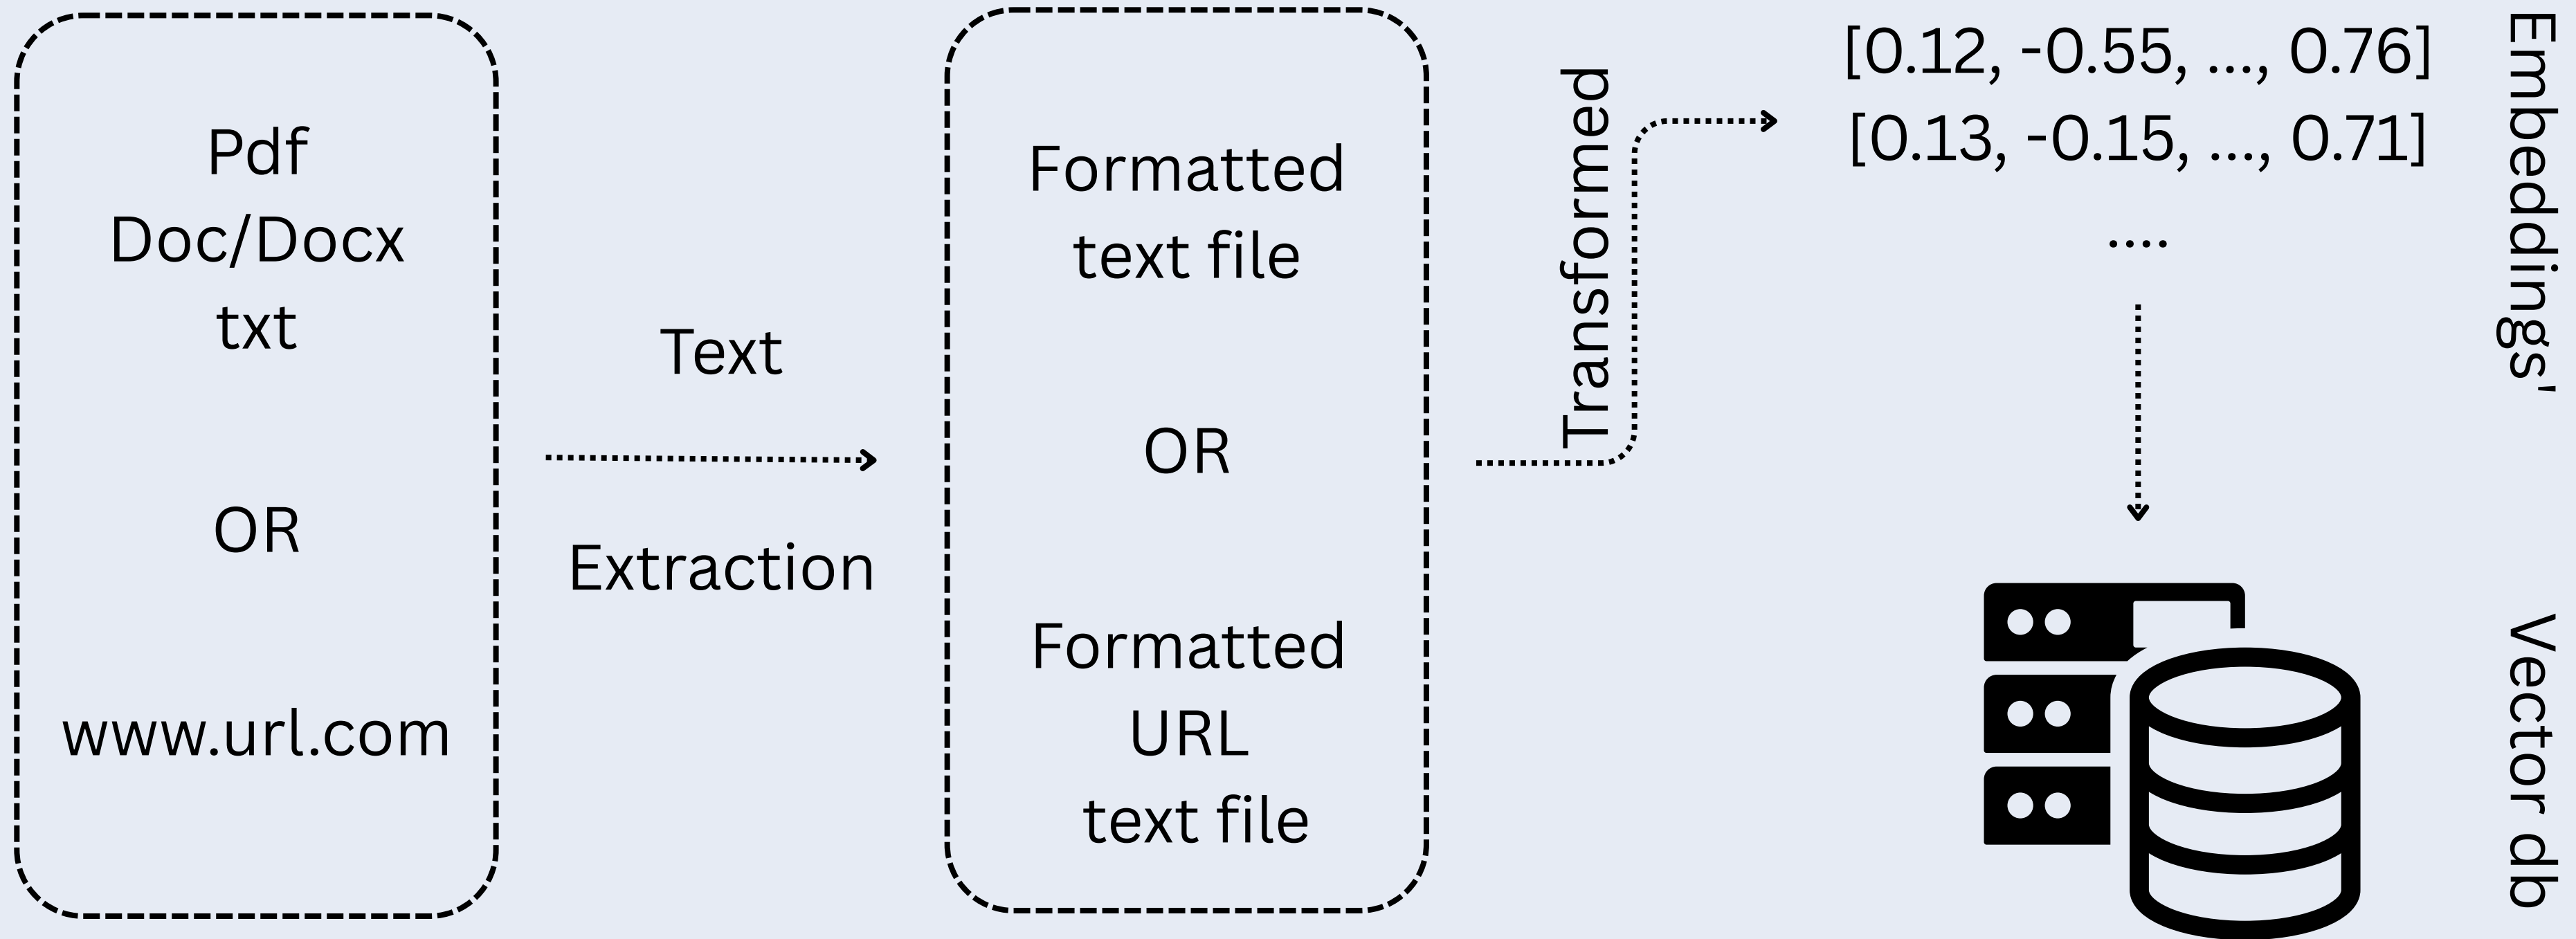 Pdf
Doc/Docx
txt
OR
www.url.com
Text
Extraction
Formatted
text file
OR
Formatted
URL
text file
Transformed
[0.12, -0.55, ..., 0.76]
[0.13, -0.15, ..., 0.71]
....
Embeddings'
Vector db